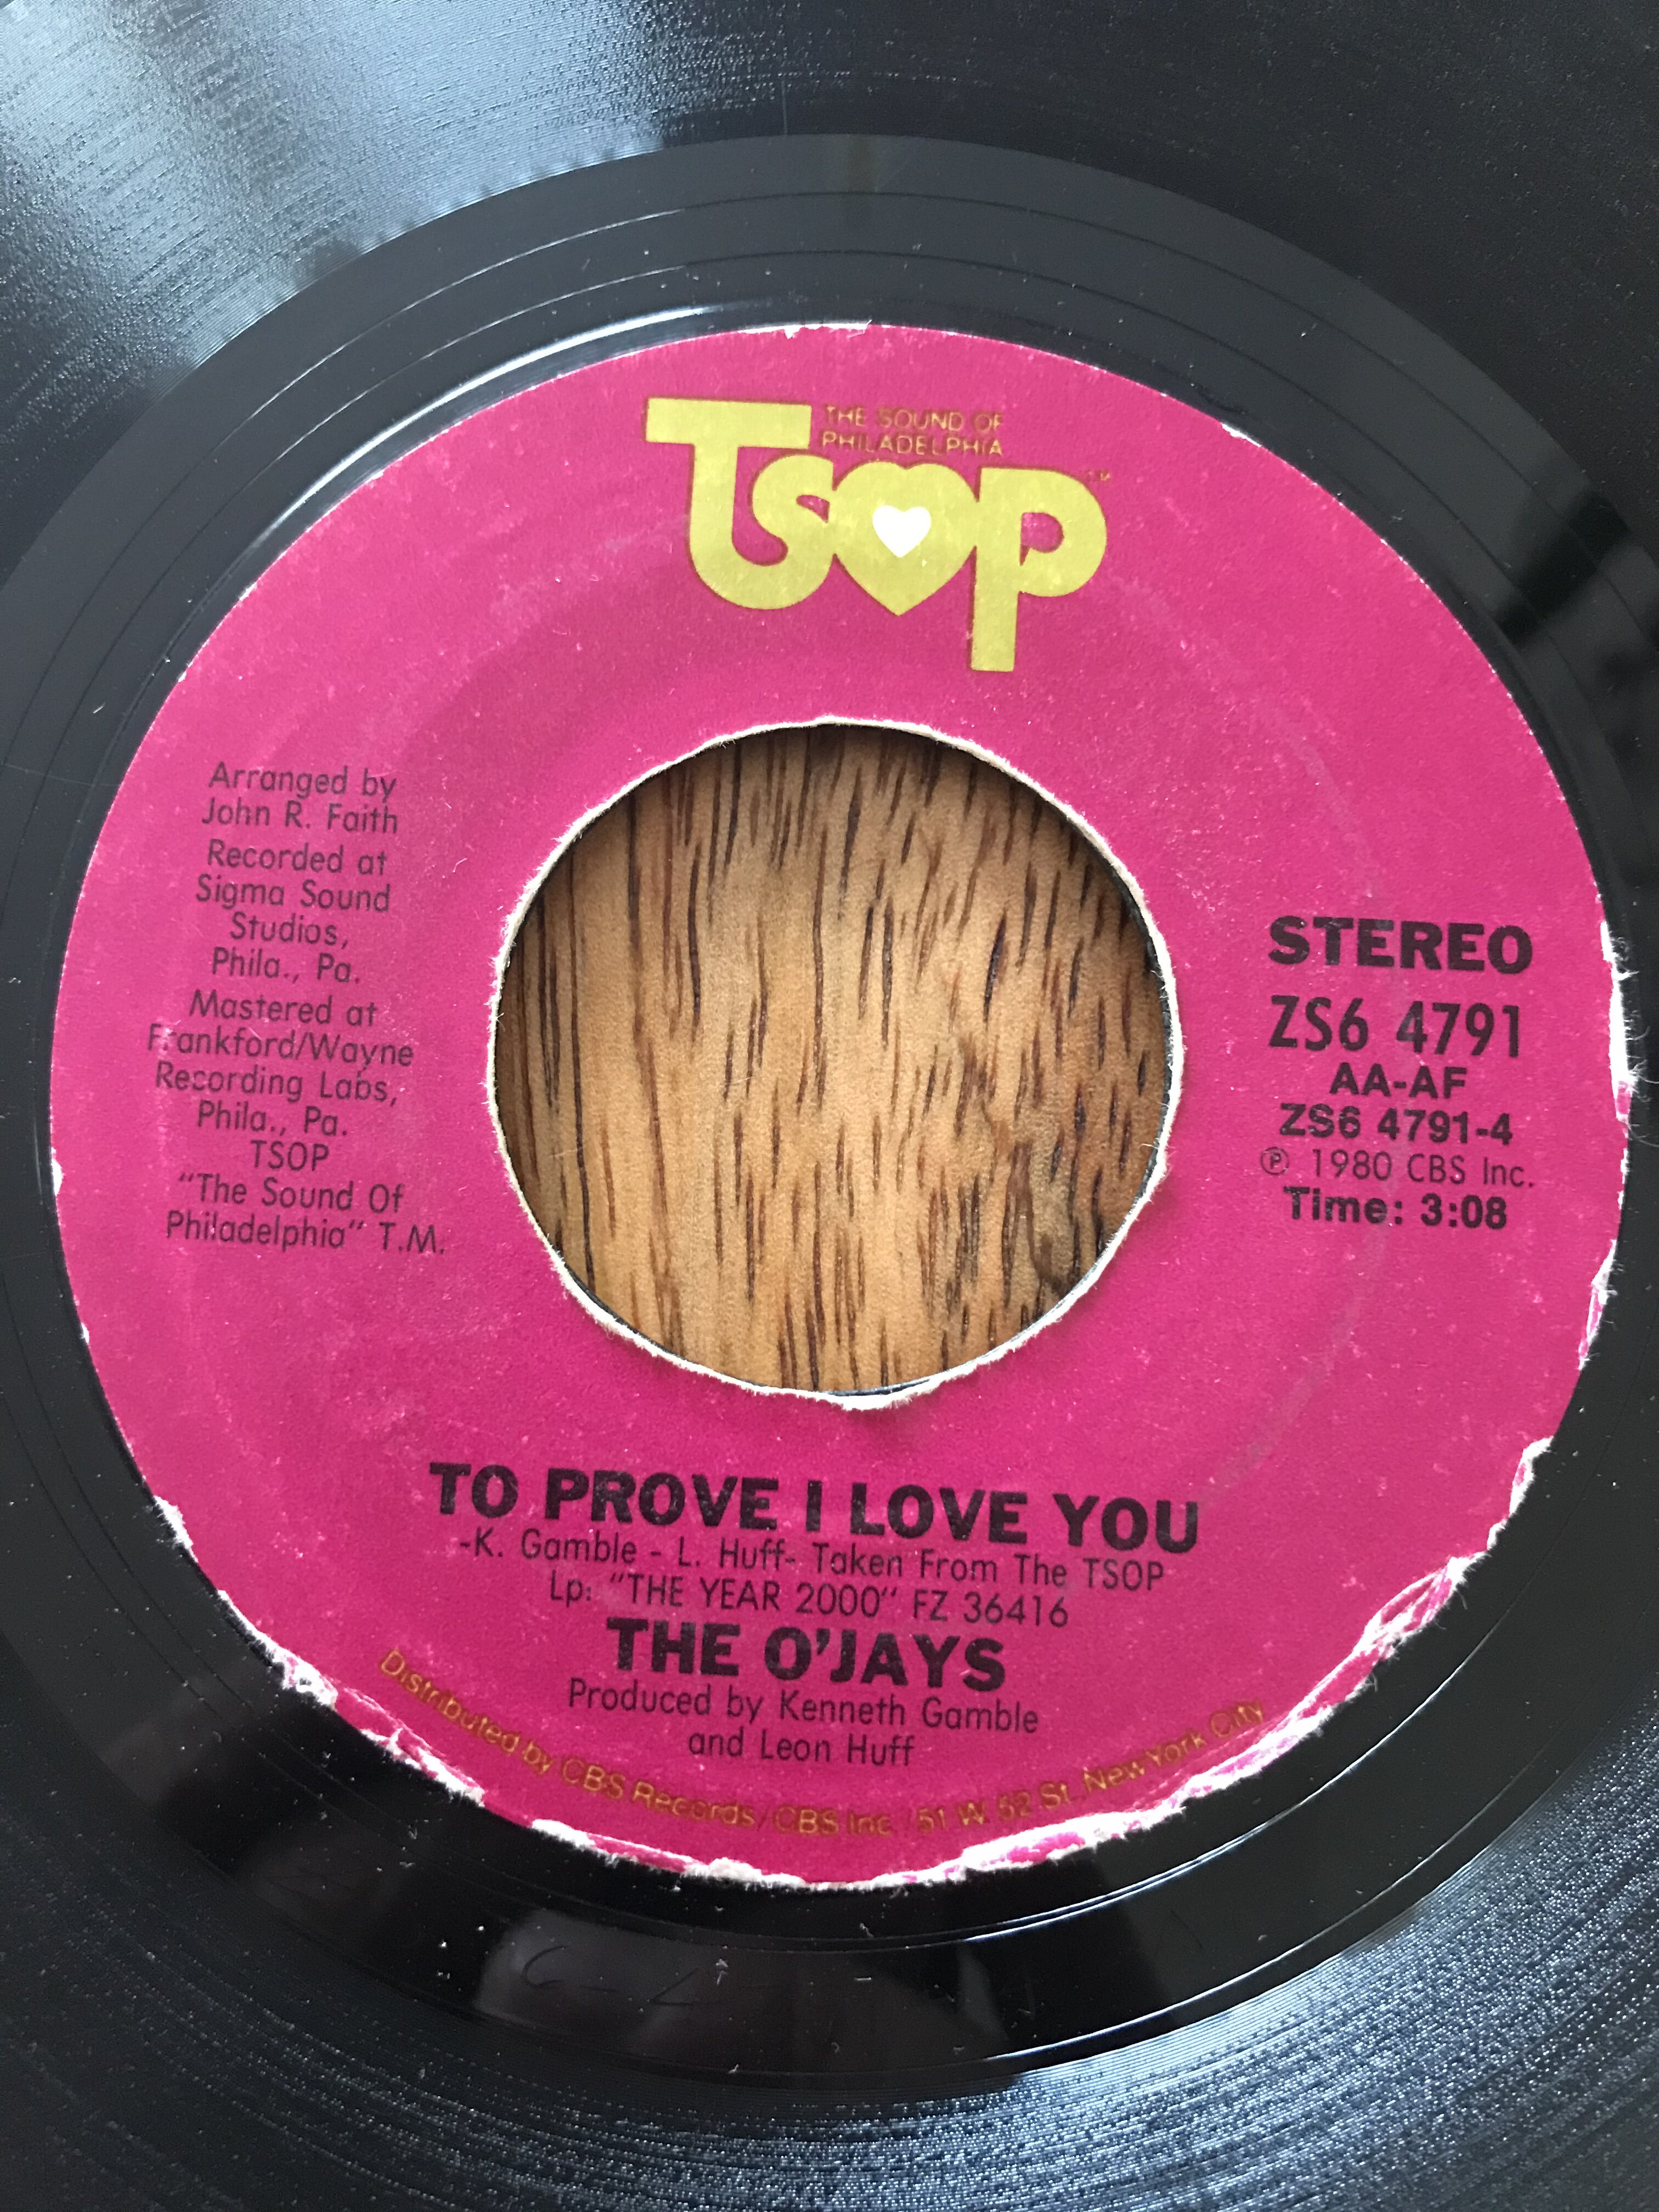 THE SOUND OF
PHILADELPHIA
TSOP
TM
Arranged by
John R. Faith
Recorded at
Sigma Sound
Studios,
Phila., Pa.
Mastered at
Frankford/Wayne
Recording Labs,
Phila., Pa.
TSOP
"The Sound Of
Philadelphia" T.M.
STEREO
ZS6 4791
AA-AF
ZS6 4791-4
℗ 1980 CBS Inc.
Time: 3:08
TO PROVE I LOVE YOU
-K. Gamble - L. Huff- Taken From The TSOP
Lp: "THE YEAR 2000" FZ 36416
THE O'JAYS
Produced by Kenneth Gamble
and Leon Huff
Distributed by CBS Records/CBS Inc./51 W. 52 St. New York City